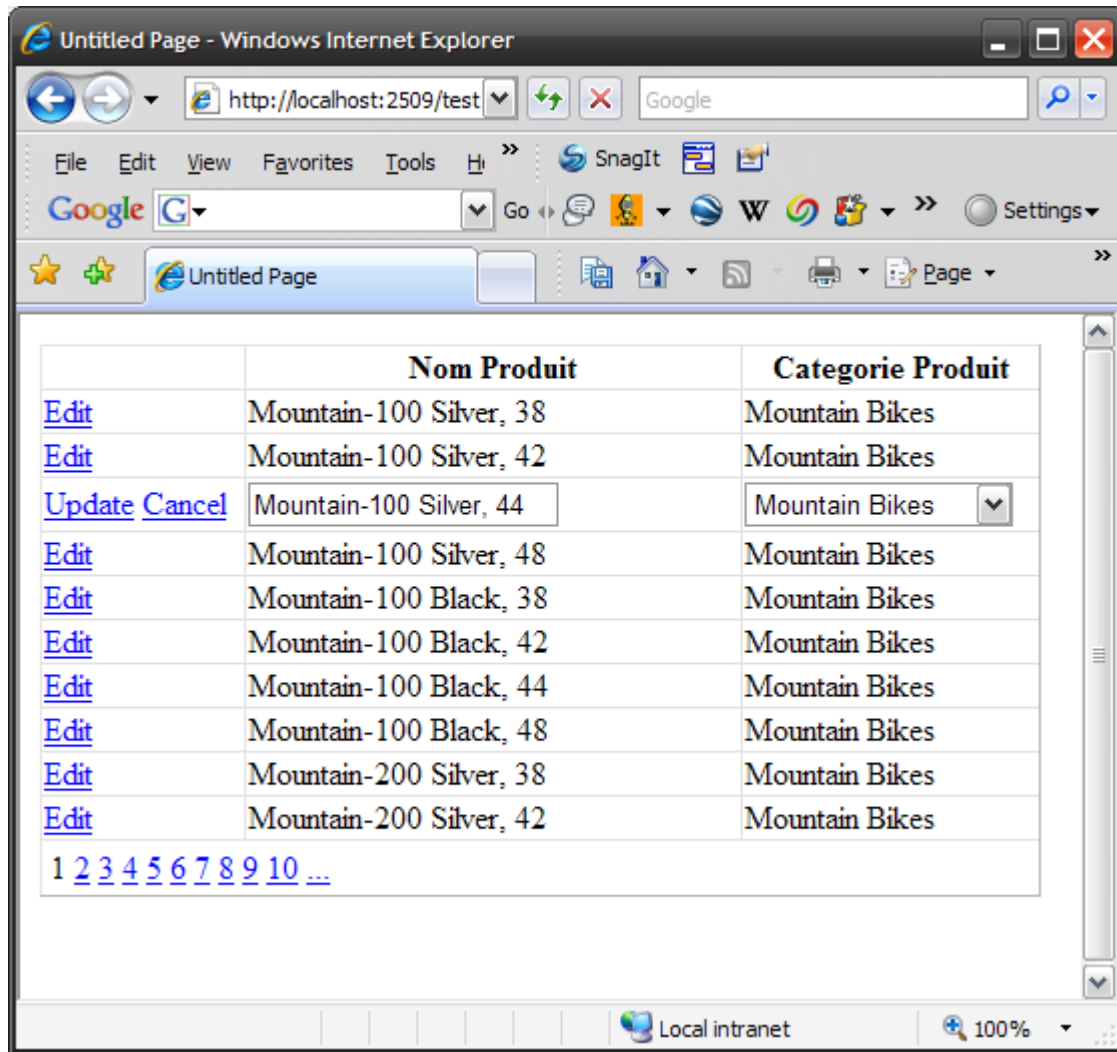 Untitled Page - Windows Internet Explorer
http://localhost:2509/test Google
File Edit View Favorites Tools H SnagIt
Google G Go W Settings
Untitled Page Page
Nom Produit Categorie Produit
Edit Mountain-100 Silver, 38 Mountain Bikes
Edit Mountain-100 Silver, 42 Mountain Bikes
Update Cancel Mountain-100 Silver, 44 Mountain Bikes
Edit Mountain-100 Silver, 48 Mountain Bikes
Edit Mountain-100 Black, 38 Mountain Bikes
Edit Mountain-100 Black, 42 Mountain Bikes
Edit Mountain-100 Black, 44 Mountain Bikes
Edit Mountain-100 Black, 48 Mountain Bikes
Edit Mountain-200 Silver, 38 Mountain Bikes
Edit Mountain-200 Silver, 42 Mountain Bikes
1 2 3 4 5 6 7 8 9 10 ...
Local intranet 100%